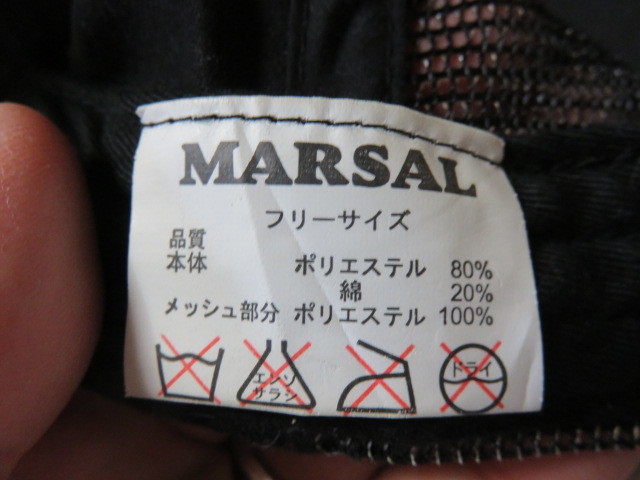 MARSAL
フリーサイズ
品質
本体 ポリエステル 80%
綿 20%
メッシュ部分 ポリエステル 100%
エンソ
サラシ
ドライ